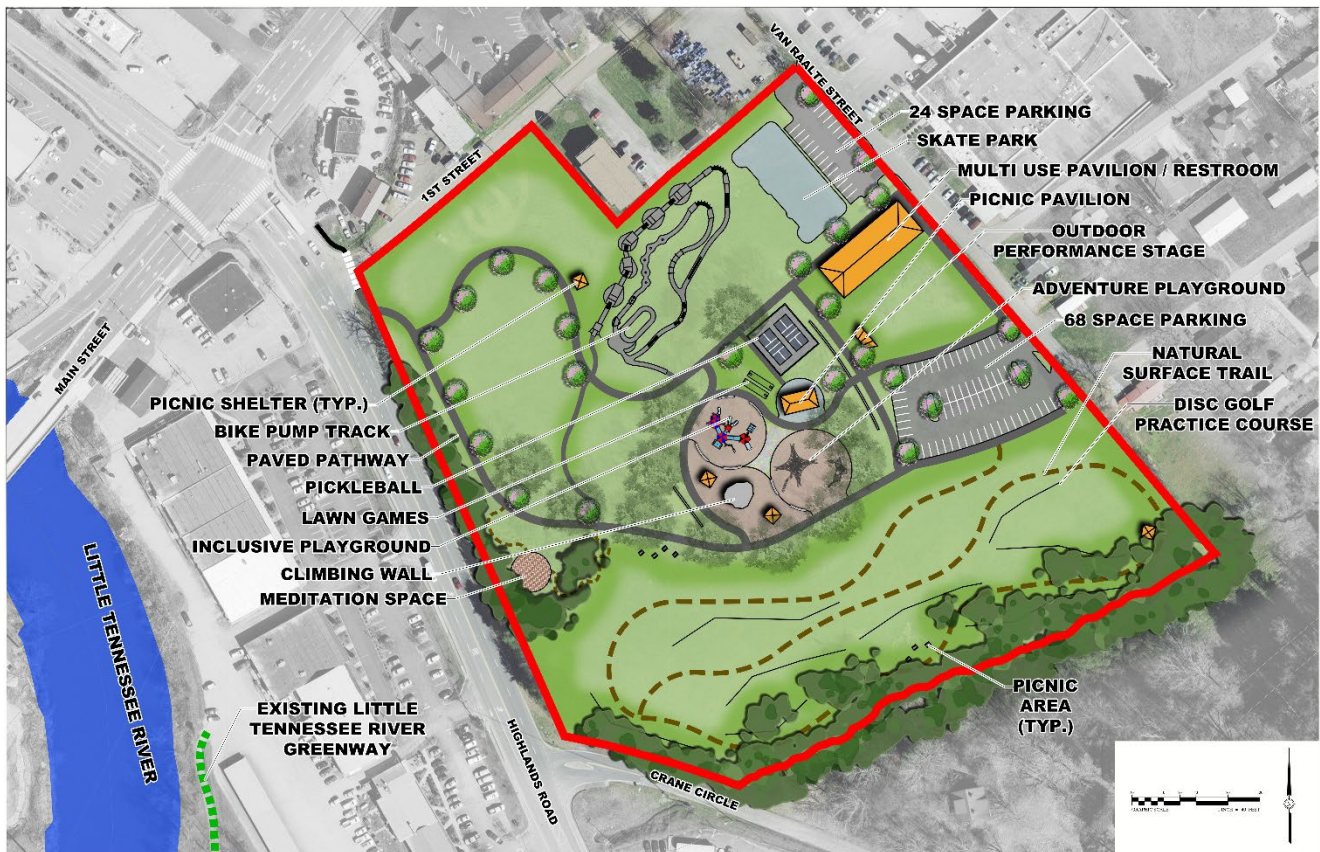 VAN RAALTE STREET
1ST STREET
24 SPACE PARKING
SKATE PARK
MULTI USE PAVILION / RESTROOM
PICNIC PAVILION
OUTDOOR
PERFORMANCE STAGE
ADVENTURE PLAYGROUND
68 SPACE PARKING
NATURAL
SURFACE TRAIL
DISC GOLF
PRACTICE COURSE
MAIN STREET
PICNIC SHELTER (TYP.)
BIKE PUMP TRACK
PAVED PATHWAY
PICKLEBALL
LAWN GAMES
INCLUSIVE PLAYGROUND
CLIMBING WALL
MEDITATION SPACE
LITTLE TENNESSEE RIVER
EXISTING LITTLE
TENNESSEE RIVER
GREENWAY
HIGHLANDS ROAD
CRANE CIRCLE
PICNIC
AREA
(TYP.)